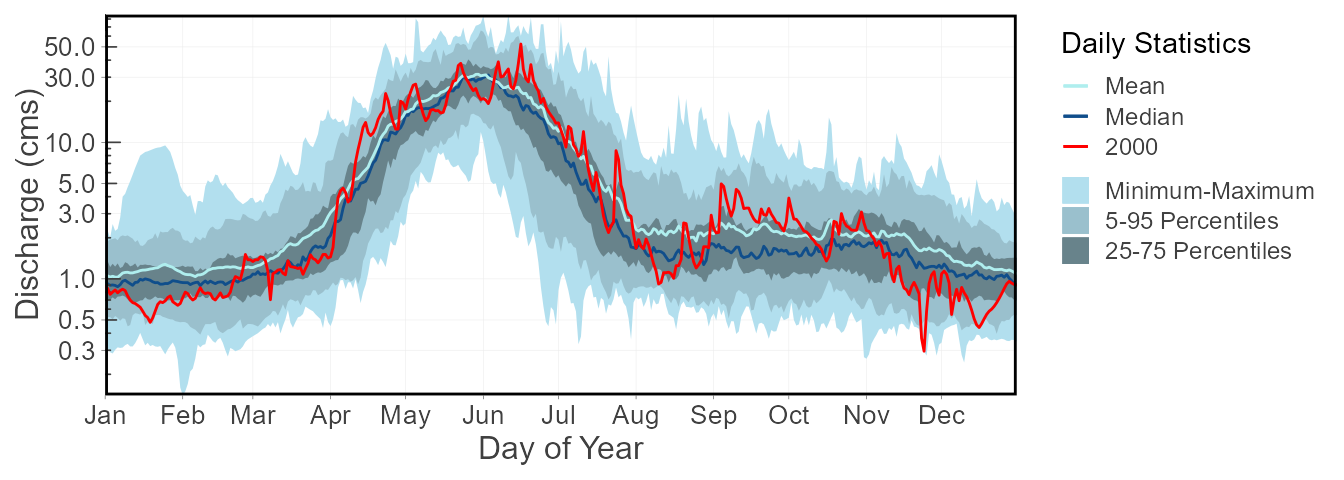 50.0
30.0
10.0
5.0
3.0
1.0
0.5
0.3
Discharge (cms)
Jan Feb Mar Apr May Jun Jul Aug Sep Oct Nov Dec
Day of Year
Daily Statistics
Mean
Median
2000
Minimum-Maximum
5-95 Percentiles
25-75 Percentiles